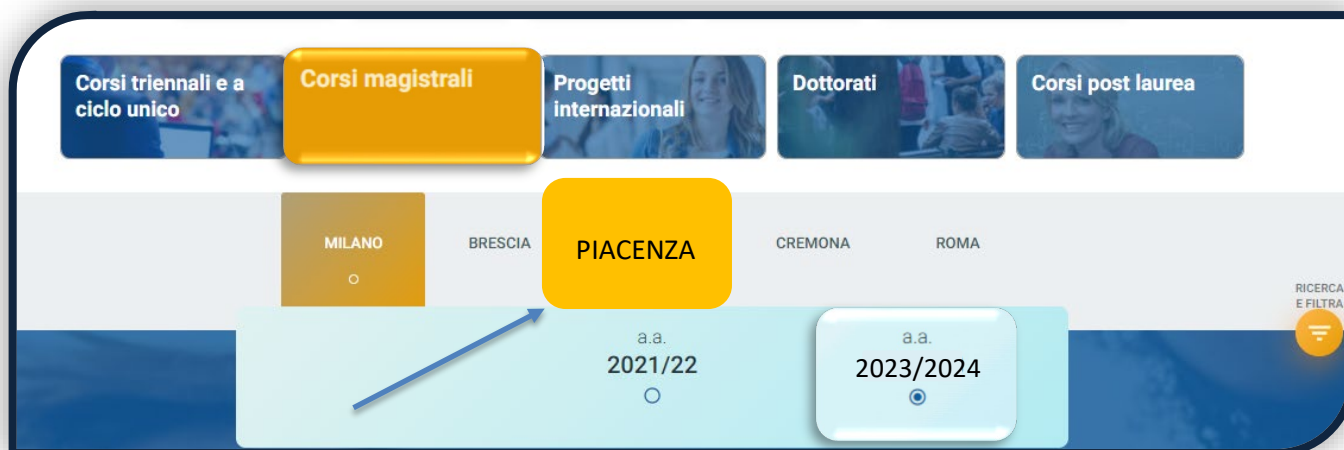 Corsi triennali e a
ciclo unico
Corsi magistrali
Progetti
internazionali
Dottorati
Corsi post laurea
MILANO
BRESCIA
PIACENZA
CREMONA
ROMA
RICERCA
E FILTRA
a.a.
2021/22
a.a.
2023/2024